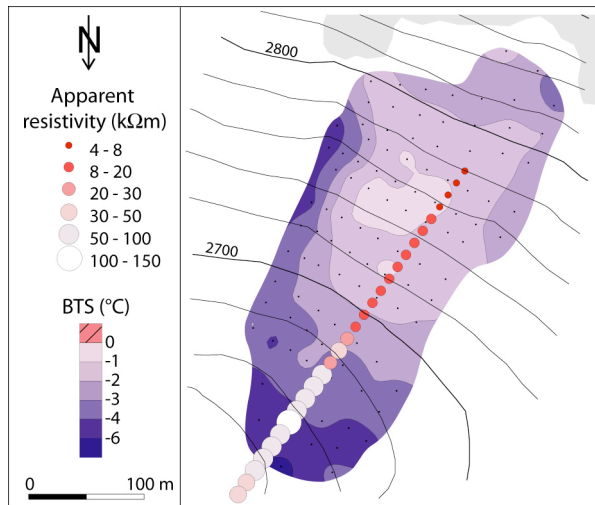 N
Apparent
resistivity (kΩm)
4 - 8
8 - 20
20 - 30
30 - 50
50 - 100
100 - 150
BTS (°C)
0
-1
-2
-3
-4
-6
0 100 m
2800
2700